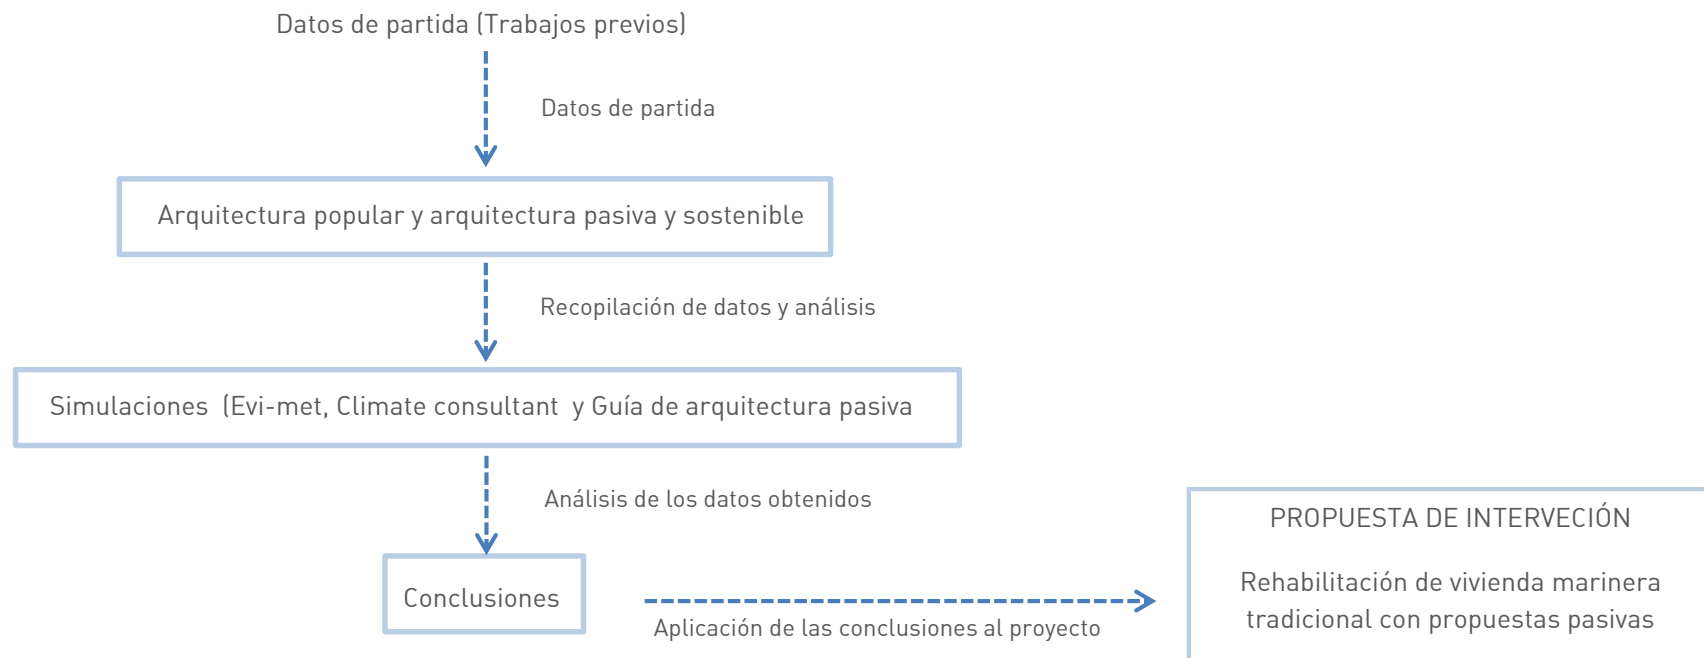 Datos de partida (Trabajos previos)
Datos de partida
Arquitectura popular y arquitectura pasiva y sostenible
Recopilación de datos y análisis
Simulaciones  (Evi-met, Climate consultant  y Guía de arquitectura pasiva
Análisis de los datos obtenidos
Conclusiones
Aplicación de las conclusiones al proyecto
PROPUESTA DE INTERVECIÓN
Rehabilitación de vivienda marinera
tradicional con propuestas pasivas